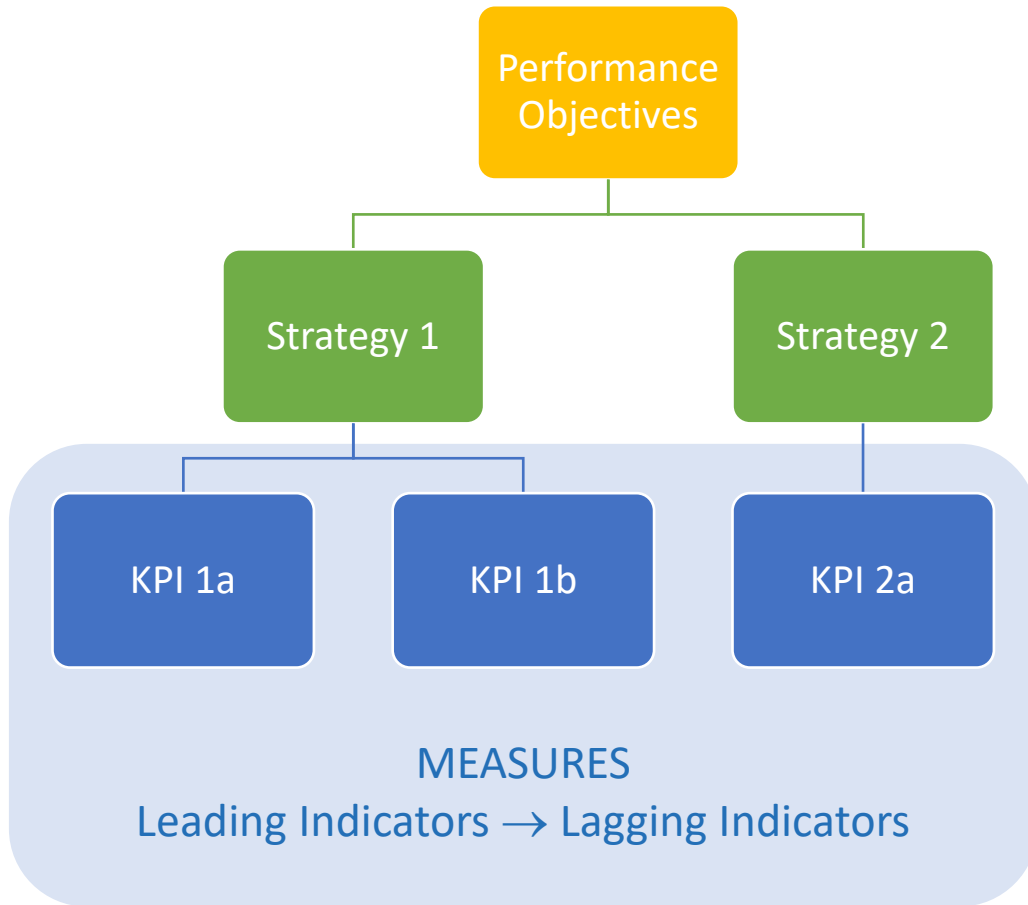 Performance
Objectives
Strategy 1
Strategy 2
KPI 1a
KPI 1b
KPI 2a
MEASURES
Leading Indicators → Lagging Indicators